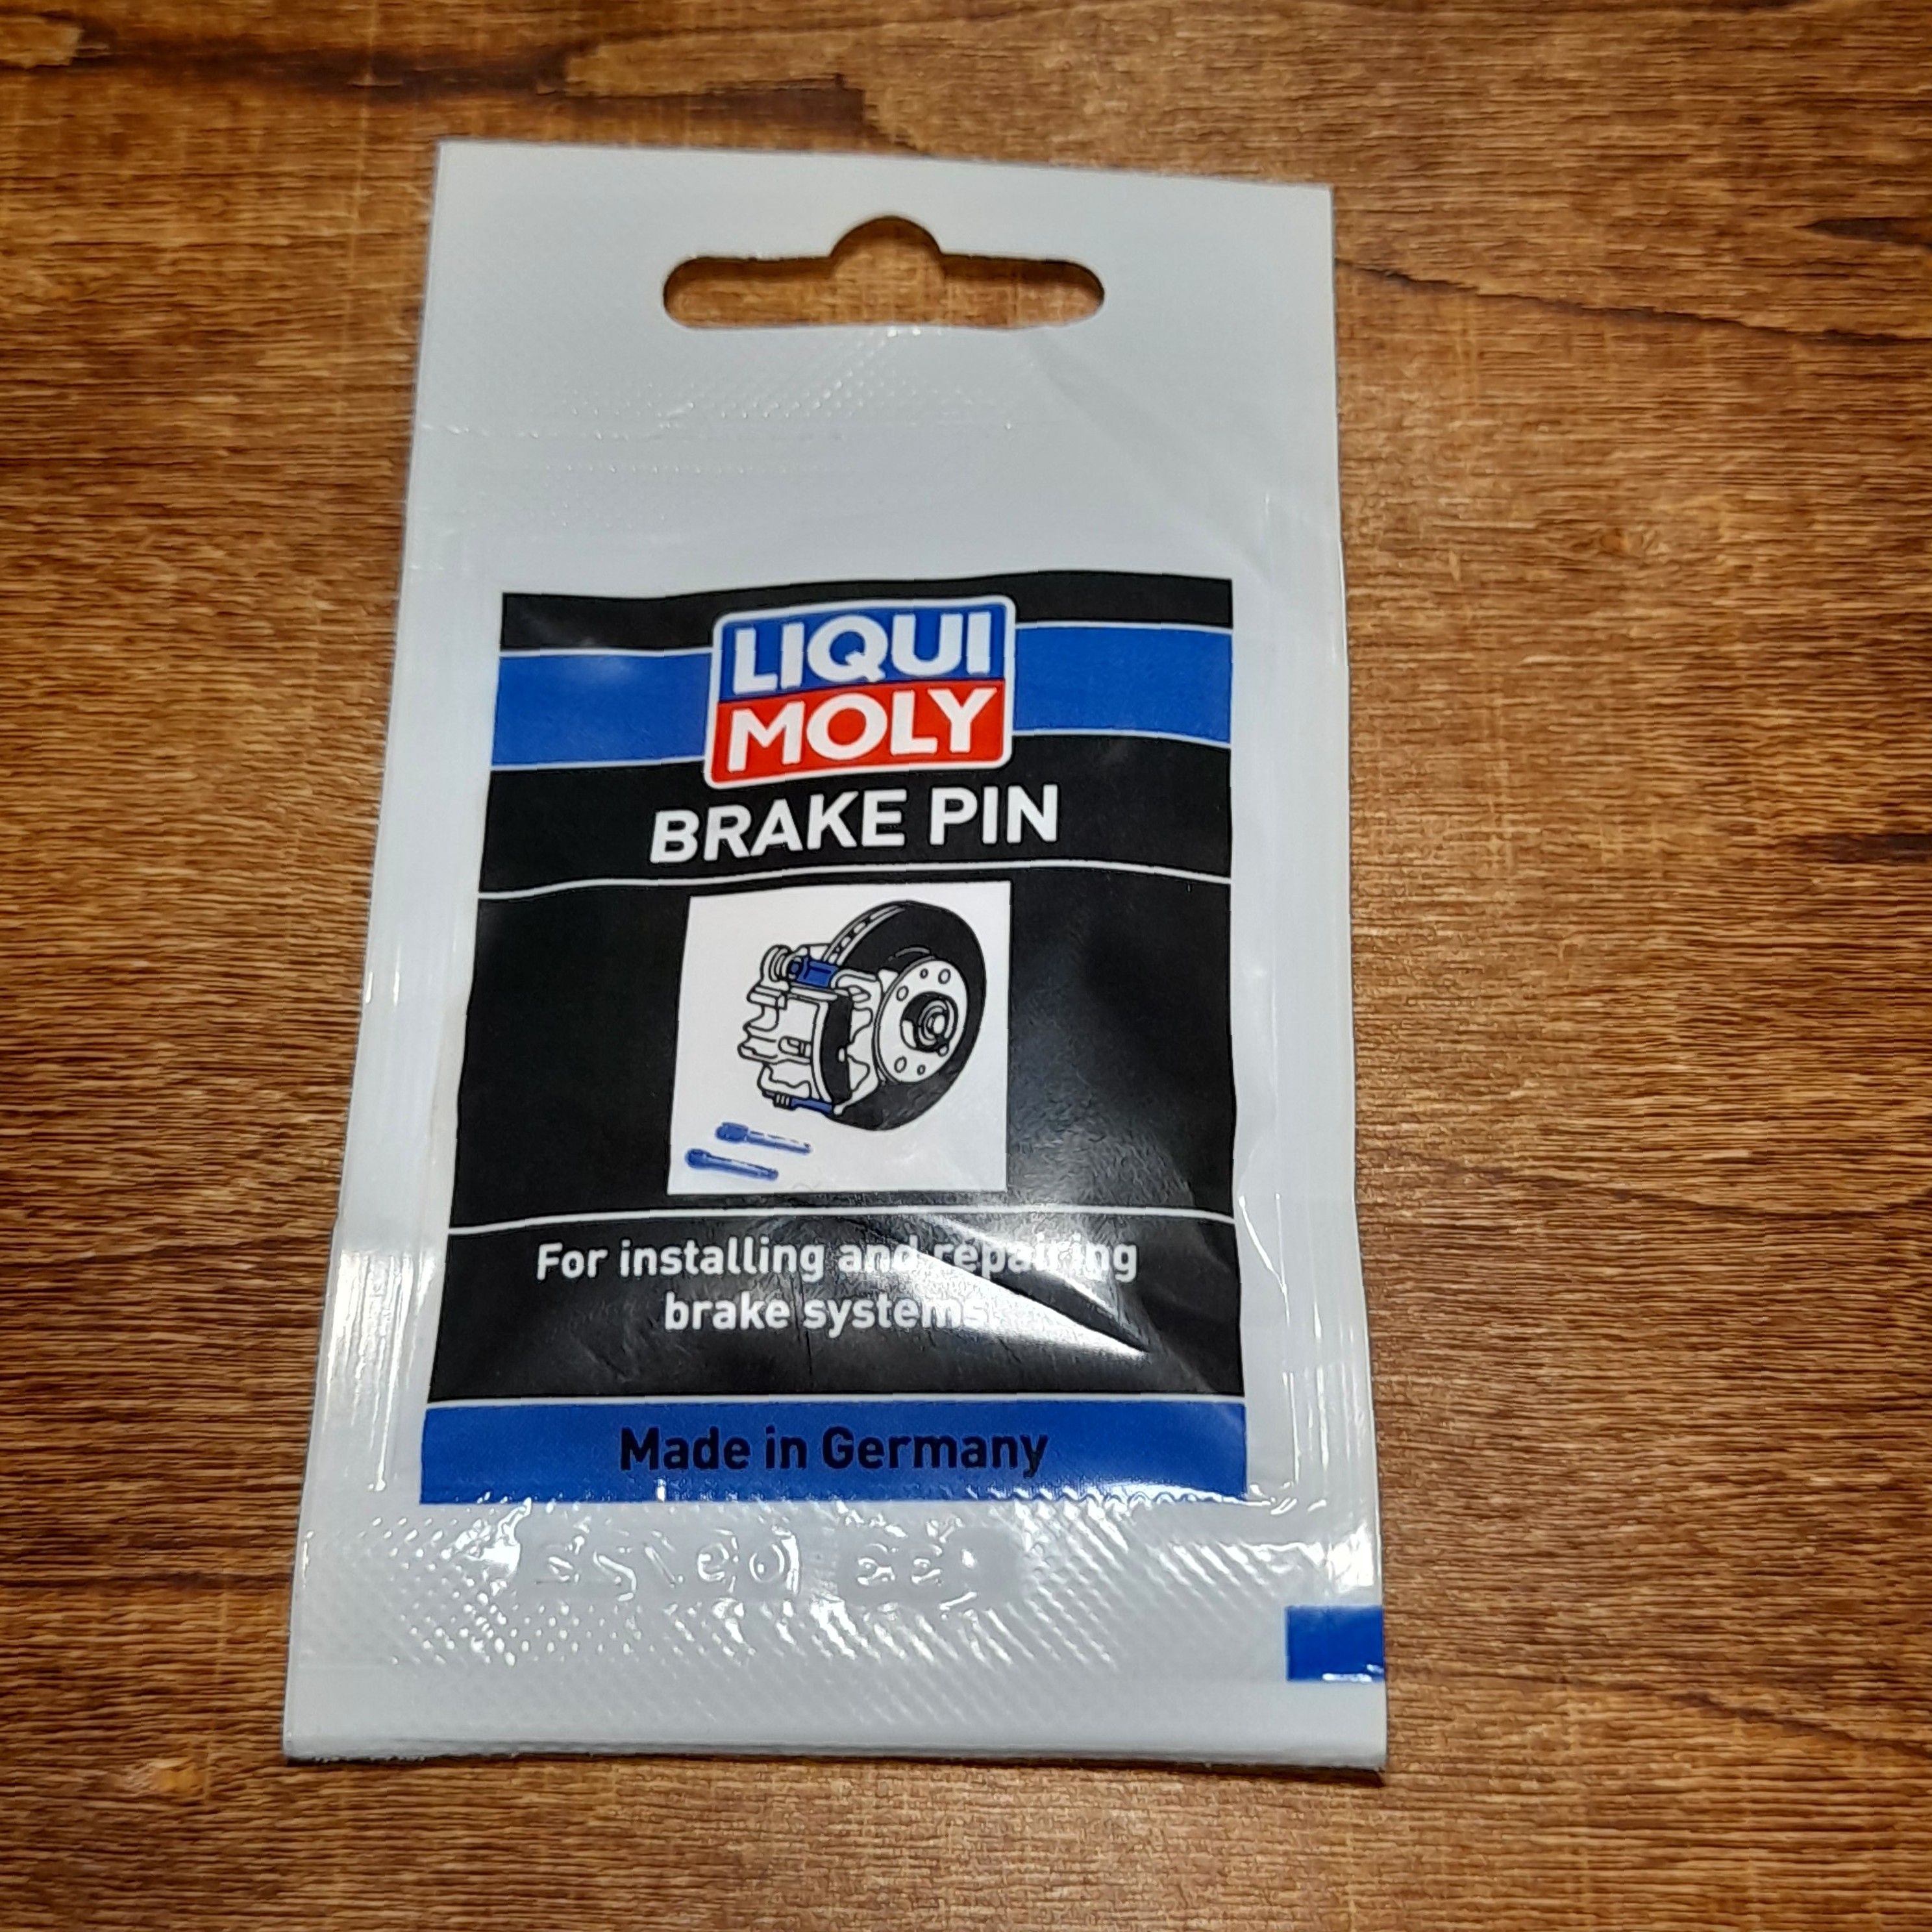 LIQUI
MOLY
BRAKE PIN
For installing and repairing
brake systems
Made in Germany